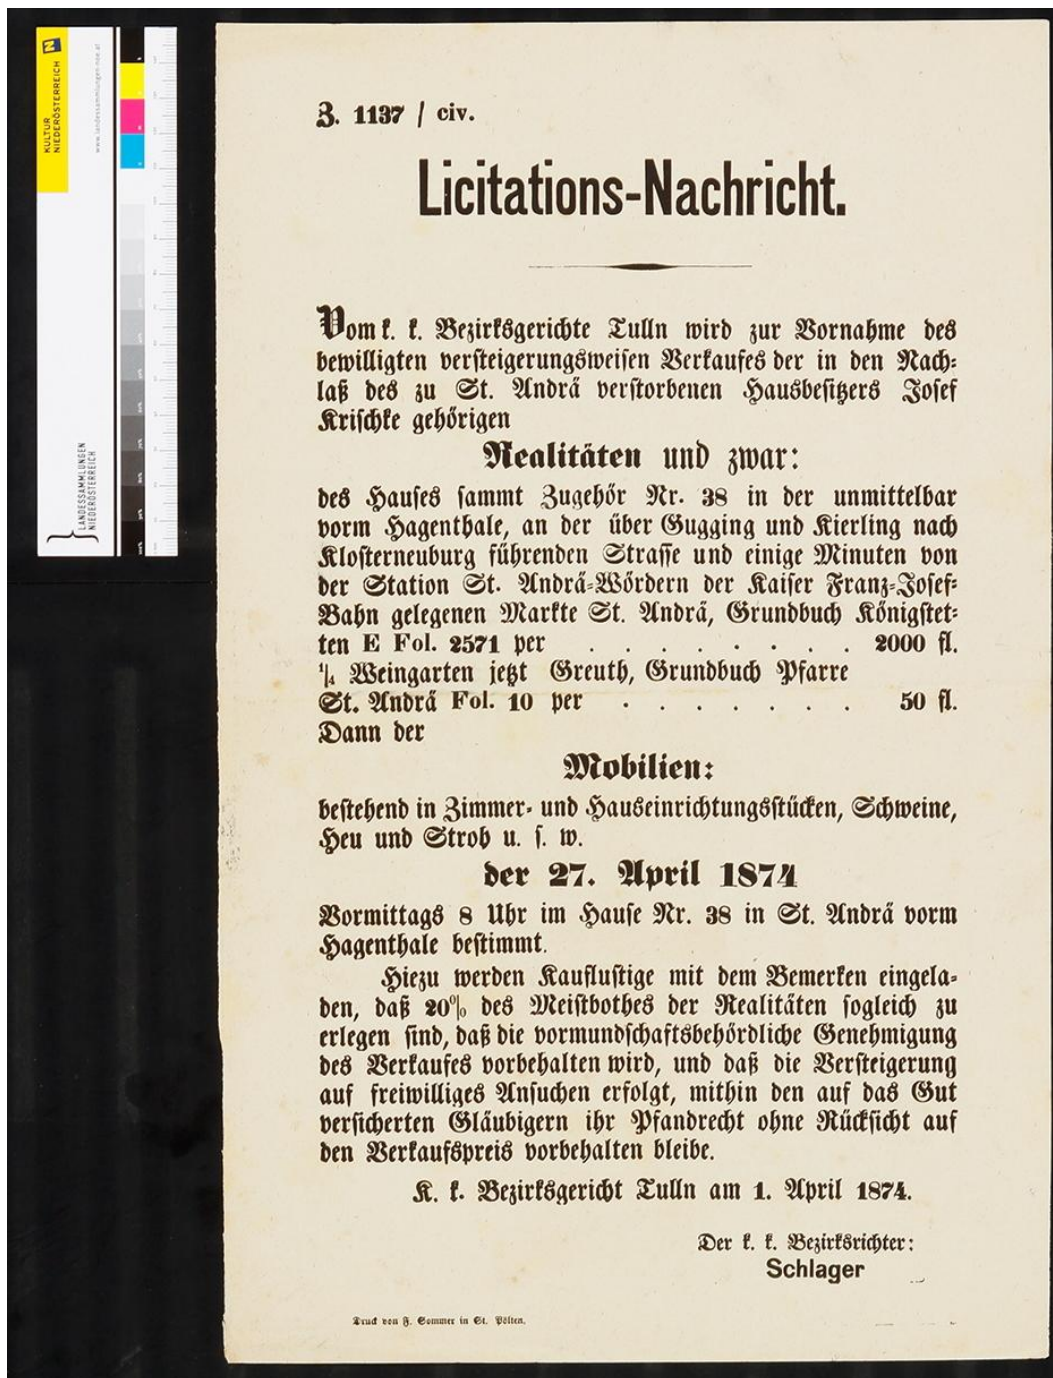 KULTUR
NIEDERÖSTERREICH
N
www.landessammlungen-noe.at
LANDESSAMMLUNGEN
NIEDERÖSTERREICH
Z. 1137 / civ.
Licitations-Nachricht.
Vom k. k. Bezirksgerichte Tulln wird zur Vornahme des
bewilligten versteigerungsweisen Verkaufes der in den Nach-
laß des zu St. Andrä verstorbenen Hausbesitzers Josef
Krischke gehörigen
Realitäten und zwar:
des Hauses sammt Zugehör Nr. 38 in der unmittelbar
vorm Hagenthale, an der über Gugging und Kierling nach
Klosterneuburg führenden Strasse und einige Minuten von
der Station St. Andrä-Wördern der Kaiser Franz-Josef-
Bahn gelegenen Markte St. Andrä, Grundbuch Königstet-
ten E Fol. 2571 per . . . . . . . . 2000 fl.
1/4 Weingarten jetzt Greuth, Grundbuch Pfarre
St. Andrä Fol. 10 per . . . . . . . 50 fl.
Dann der
Mobilien:
bestehend in Zimmer- und Hauseinrichtungsstücken, Schweine,
Heu und Stroh u. s. w.
der 27. April 1874
Vormittags 8 Uhr im Hause Nr. 38 in St. Andrä vorm
Hagenthale bestimmt.
Hiezu werden Kauflustige mit dem Bemerken eingela-
den, daß 20% des Meistbothes der Realitäten sogleich zu
erlegen sind, daß die vormundschaftsbehördliche Genehmigung
des Verkaufes vorbehalten wird, und daß die Versteigerung
auf freiwilliges Ansuchen erfolgt, mithin den auf das Gut
versicherten Gläubigern ihr Pfandrecht ohne Rücksicht auf
den Verkaufspreis vorbehalten bleibe.
K. k. Bezirksgericht Tulln am 1. April 1874.
Der k. k. Bezirksrichter:
Schlager
Druck von F. Sommer in St. Pölten.